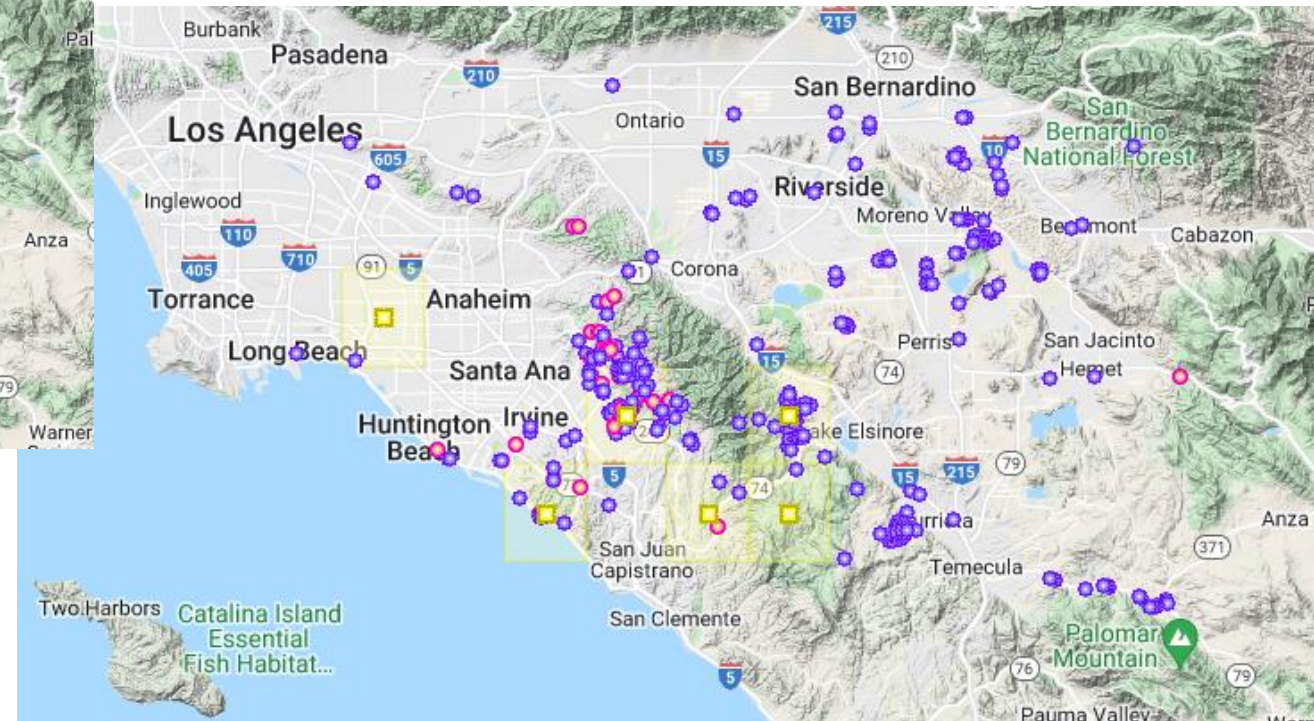 Burbank
215
Pasadena
210
210
San Bernardino
Los Angeles
Ontario
San
Bernardino
National Forest
605
15
10
Inglewood
Riverside
Moreno Valley
110
Beaumont
Cabazon
Anza
710
91
5
405
Corona
Torrance
Anaheim
Perris
San Jacinto
Long Beach
15
Hemet
Santa Ana
74
79
Huntington
Beach
Irvine
Lake Elsinore
Warner
5
74
15
215
79
Murrieta
Anza
371
San Juan
Capistrano
Temecula
Two Harbors
Catalina Island
Essential
Fish Habitat...
San Clemente
Palomar
Mountain
5
76
79
Pauma Valley